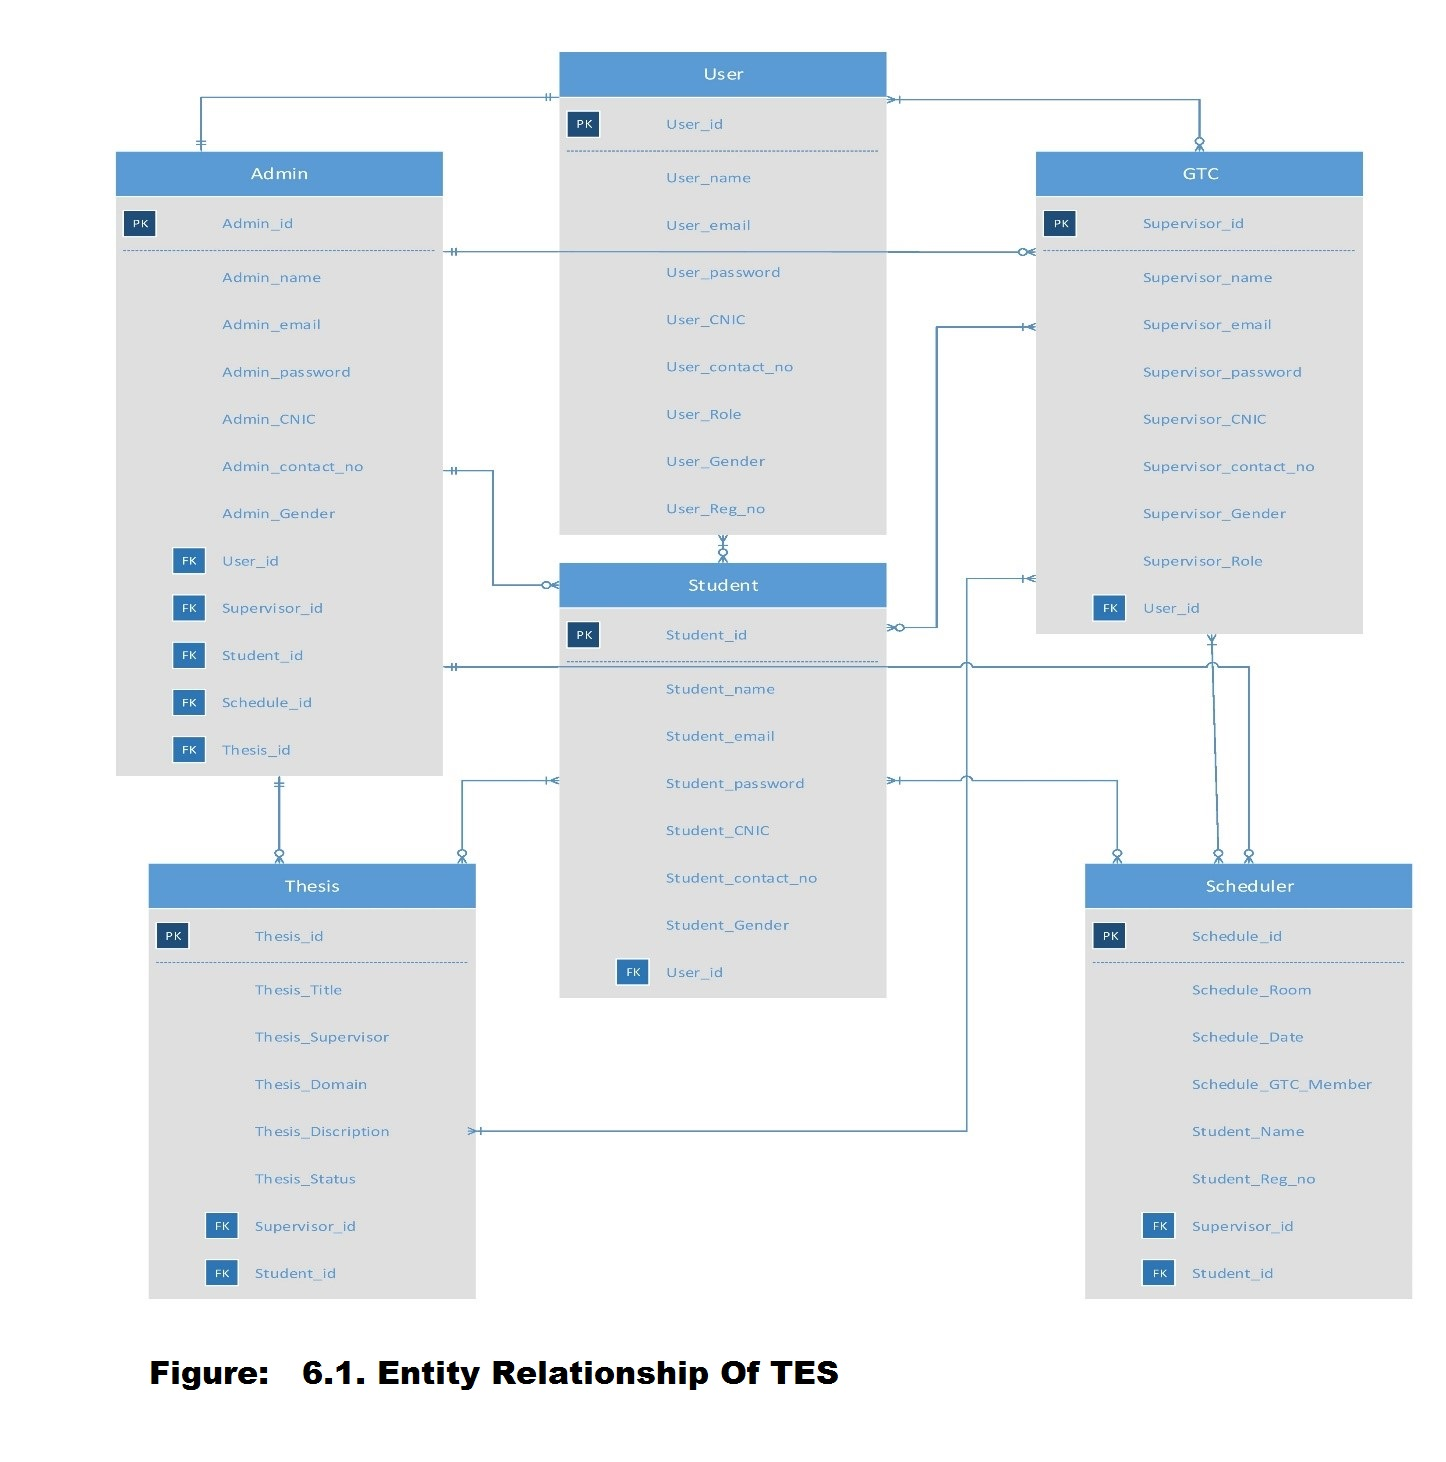 User
PK User_id
User_name
User_email
User_password
User_CNIC
User_contact_no
User_Role
User_Gender
User_Reg_no
Admin
PK Admin_id
Admin_name
Admin_email
Admin_password
Admin_CNIC
Admin_contact_no
Admin_Gender
FK User_id
FK Supervisor_id
FK Student_id
FK Schedule_id
FK Thesis_id
GTC
PK Supervisor_id
Supervisor_name
Supervisor_email
Supervisor_password
Supervisor_CNIC
Supervisor_contact_no
Supervisor_Gender
Supervisor_Role
FK User_id
Student
PK Student_id
Student_name
Student_email
Student_password
Student_CNIC
Student_contact_no
Student_Gender
FK User_id
Thesis
PK Thesis_id
Thesis_Title
Thesis_Supervisor
Thesis_Domain
Thesis_Discription
Thesis_Status
FK Supervisor_id
FK Student_id
Scheduler
PK Schedule_id
Schedule_Room
Schedule_Date
Schedule_GTC_Member
Student_Name
Student_Reg_no
FK Supervisor_id
FK Student_id
Figure: 6.1. Entity Relationship Of TES